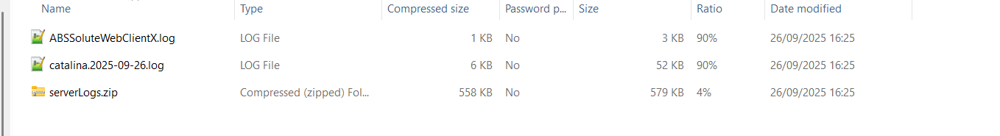 Name Type Compressed size Password p... Size Ratio Date modified
ABSSoluteWebClientX.log LOG File 1 KB No 3 KB 90% 26/09/2025 16:25
catalina.2025-09-26.log LOG File 6 KB No 52 KB 90% 26/09/2025 16:25
serverLogs.zip Compressed (zipped) Fol... 558 KB No 579 KB 4% 26/09/2025 16:25